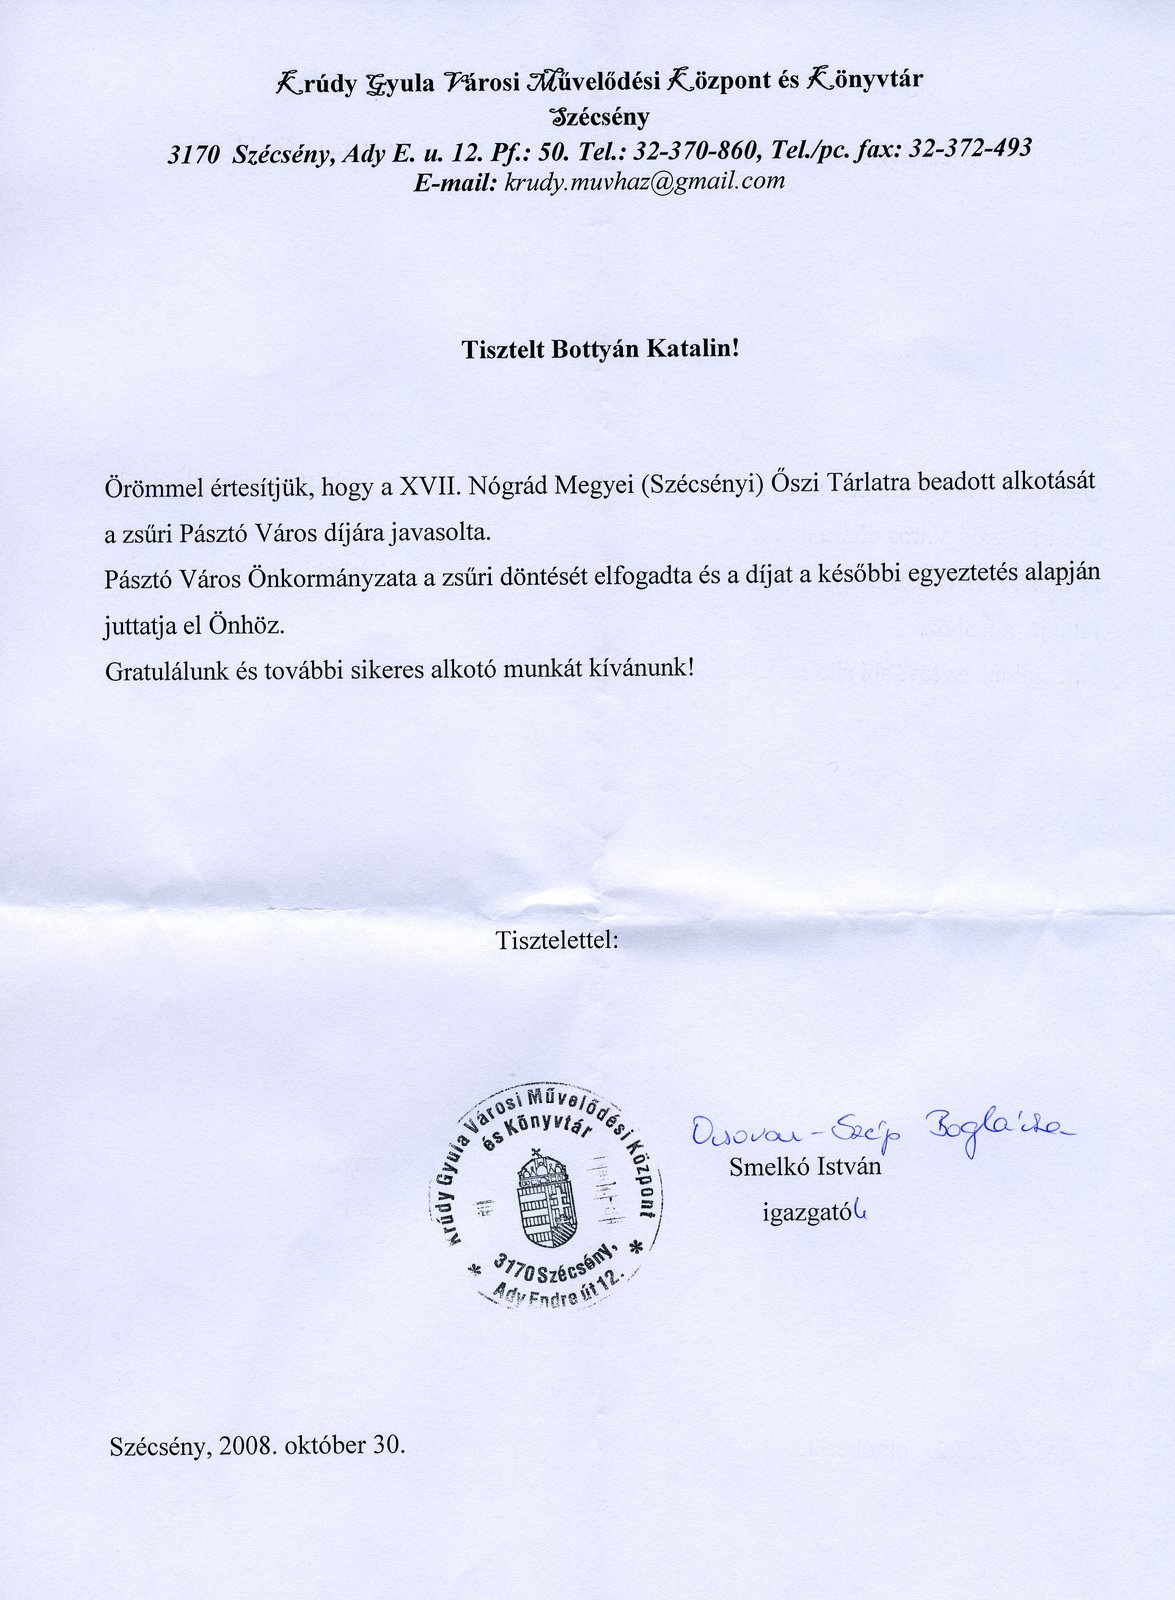 Krúdy Gyula Városi Művelődési Központ és Könyvtár
Szécsény
3170 Szécsény, Ady E. u. 12. Pf.: 50. Tel.: 32-370-860, Tel./pc. fax: 32-372-493
E-mail: krudy.muvhaz@gmail.com
Tisztelt Bottyán Katalin!
Örömmel értesítjük, hogy a XVII. Nógrád Megyei (Szécsényi) Őszi Tárlatra beadott alkotását
a zsűri Pásztó Város díjára javasolta.
Pásztó Város Önkormányzata a zsűri döntését elfogadta és a díjat a későbbi egyeztetés alapján
juttatja el Önhöz.
Gratulálunk és további sikeres alkotó munkát kívánunk!
Tisztelettel:
Krúdy Gyula Városi Művelődési Központ
és Könyvtár
* 3170 Szécsény, *
Ady Endre út 12.
Szép Boglárka
Smelkó István
igazgató
Szécsény, 2008. október 30.